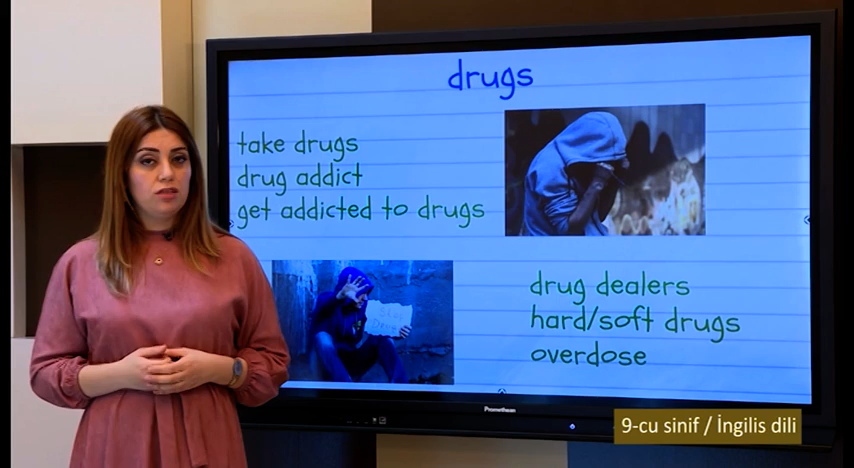 drugs
take drugs
drug addict
get addicted to drugs
drug dealers
hard/soft drugs
overdose
Promethean
9-cu sinif / İngilis dili